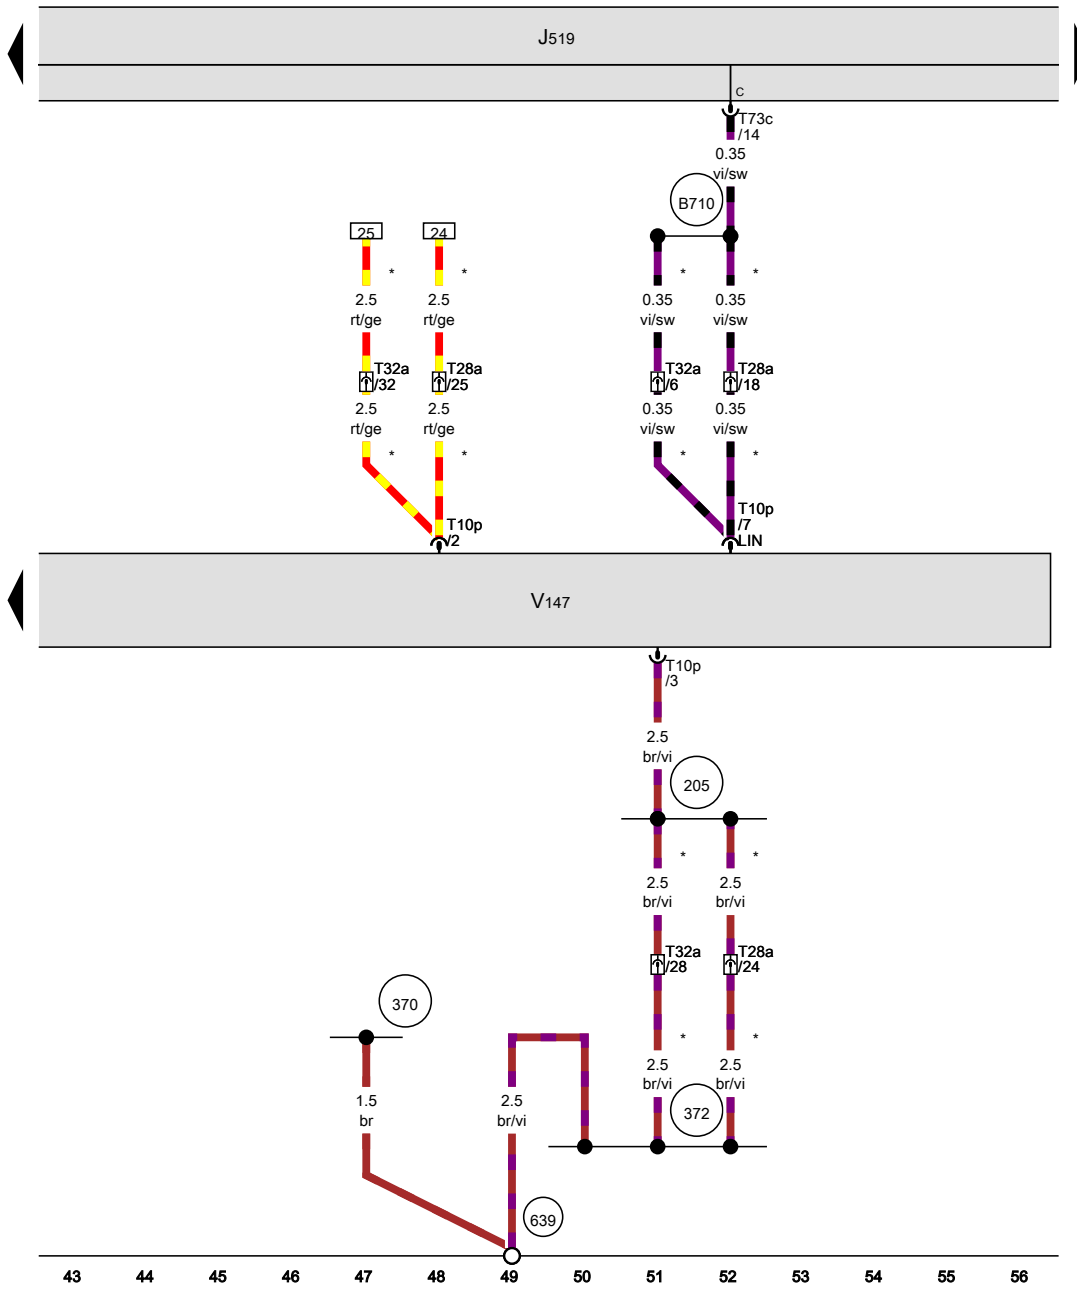 J519
C
T73c
/14
0.35
vi/sw
B710
25
24
*
*
*
*
2.5
rt/ge
2.5
rt/ge
0.35
vi/sw
0.35
vi/sw
T32a
/32
T28a
/25
T32a
/6
T28a
/18
2.5
rt/ge
2.5
rt/ge
0.35
vi/sw
0.35
vi/sw
*
*
*
*
T10p
/2
T10p
/7
LIN
V147
T10p
/3
2.5
br/vi
205
*
*
2.5
br/vi
2.5
br/vi
T32a
/28
T28a
/24
370
*
*
2.5
br/vi
2.5
br/vi
1.5
br
2.5
br/vi
372
639
43 44 45 46 47 48 49 50 51 52 53 54 55 56